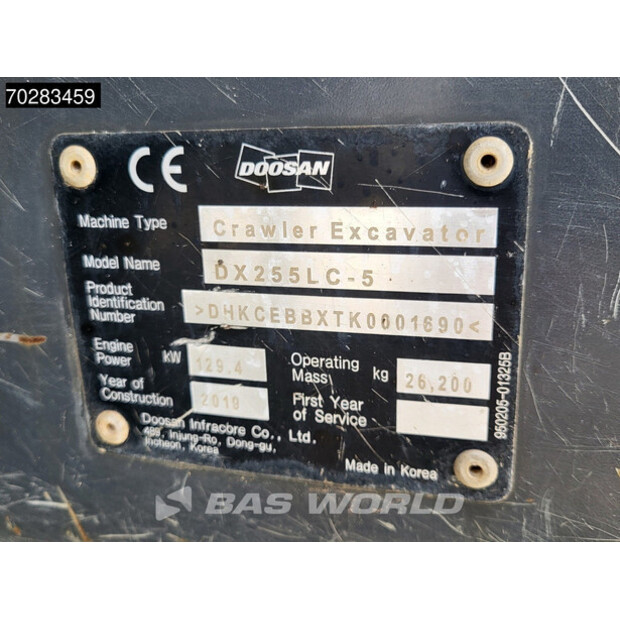 70283459
CE DOOSAN
Machine Type Crawler Excavator
Model Name DX255LC-5
Product
Identification
Number >DHKCEBBXTK0601690<
Engine
Power kW 129.4
Operating
Mass kg 26,200
Year of
Construction 2019
First Year
of Service
Doosan Infracore Co., Ltd.
489, Injung-Ro, Dong-gu,
Incheon, Korea
Made in Korea
950205-01325B
BAS WORLD